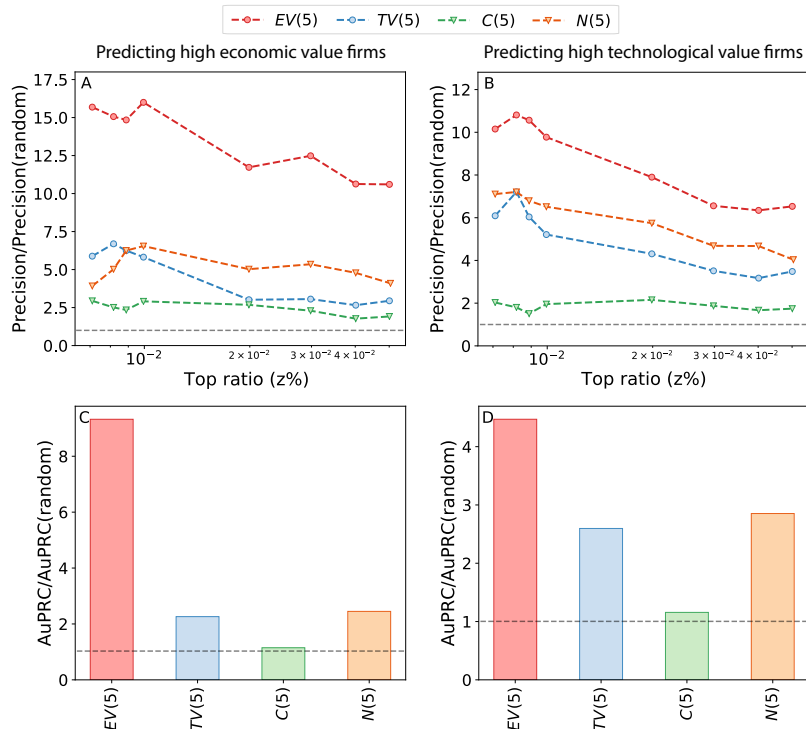 EV(5) TV(5) C(5) N(5)
Predicting high economic value firms
Predicting high technological value firms
A
17.5
15.0
12.5
10.0
7.5
5.0
2.5
0.0
Precision/Precision(random)
10⁻² 2 × 10⁻² 3 × 10⁻² 4 × 10⁻²
Top ratio (z%)
B
12
10
8
6
4
2
0
Precision/Precision(random)
10⁻² 2 × 10⁻² 3 × 10⁻² 4 × 10⁻²
Top ratio (z%)
C
8
6
4
2
0
AuPRC/AuPRC(random)
EV(5) TV(5) C(5) N(5)
D
4
3
2
1
0
AuPRC/AuPRC(random)
EV(5) TV(5) C(5) N(5)